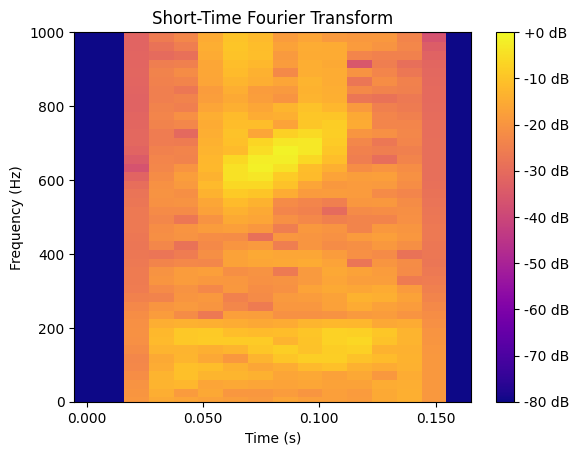 Short-Time Fourier Transform
1000
800
600
400
200
0
Frequency (Hz)
0.000
0.050
0.100
0.150
Time (s)
+0 dB
-10 dB
-20 dB
-30 dB
-40 dB
-50 dB
-60 dB
-70 dB
-80 dB